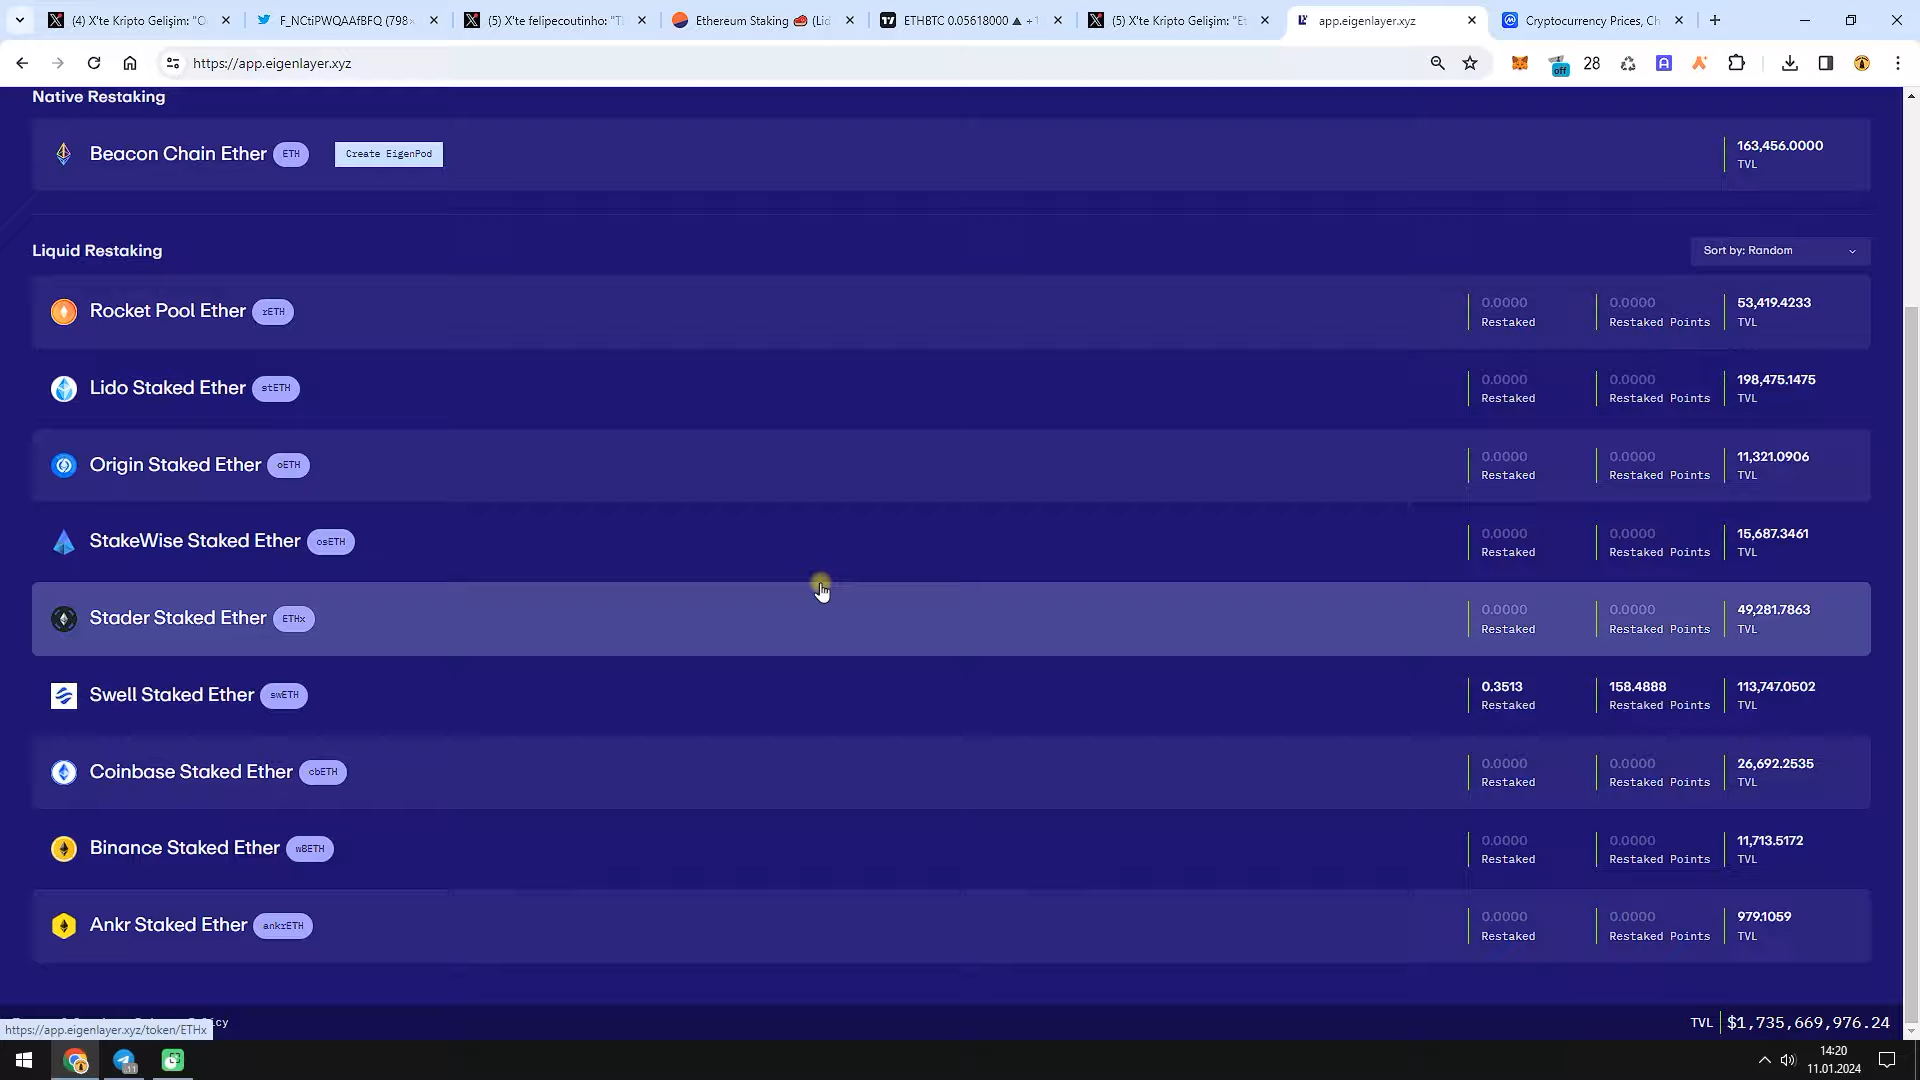 (4) X'te Kripto Gelişim: "O
F_NCtiPWQAAfBFQ (798×
(5) X'te felipecoutinho: "T
Ethereum Staking (Lid
ETHBTC 0.05618000 ▲ +1
(5) X'te Kripto Gelişim: "Et
app.eigenlayer.xyz
Cryptocurrency Prices, Ch
https://app.eigenlayer.xyz
off
28
Native Restaking
Beacon Chain Ether ETH
Create EigenPod
163,456.0000
TVL
Liquid Restaking
Sort by: Random
Rocket Pool Ether rETH
0.0000 0.0000 53,419.4233
Restaked Restaked Points TVL
Lido Staked Ether stETH
0.0000 0.0000 198,475.1475
Restaked Restaked Points TVL
Origin Staked Ether oETH
0.0000 0.0000 11,321.0906
Restaked Restaked Points TVL
StakeWise Staked Ether osETH
0.0000 0.0000 15,687.3461
Restaked Restaked Points TVL
Stader Staked Ether ETHx
0.0000 0.0000 49,281.7863
Restaked Restaked Points TVL
Swell Staked Ether swETH
0.3513 158.4888 113,747.0502
Restaked Restaked Points TVL
Coinbase Staked Ether cbETH
0.0000 0.0000 26,692.2535
Restaked Restaked Points TVL
Binance Staked Ether wBETH
0.0000 0.0000 11,713.5172
Restaked Restaked Points TVL
Ankr Staked Ether ankrETH
0.0000 0.0000 979.1059
Restaked Restaked Points TVL
TVL $1,735,669,976.24
https://app.eigenlayer.xyz/token/ETHx
11
14:20
11.01.2024